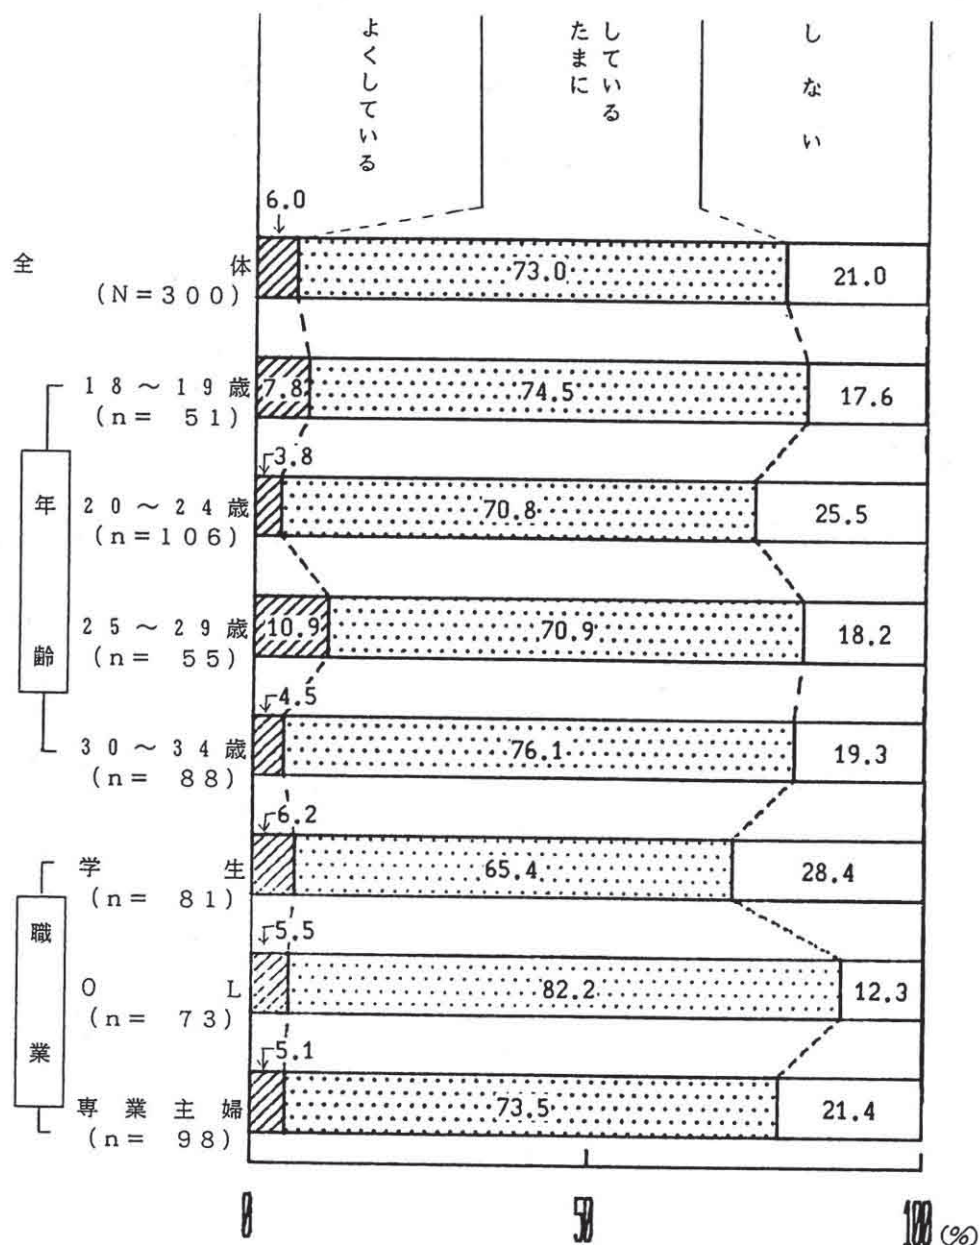 よくしている
たまに
している
しない
6.0
全体
(N=300)
73.0
21.0
18～19歳
(n= 51)
7.8
74.5
17.6
3.8
年齢
20～24歳
(n=106)
70.8
25.5
25～29歳
(n= 55)
10.9
70.9
18.2
4.5
30～34歳
(n= 88)
76.1
19.3
6.2
学生
(n= 81)
65.4
28.4
職業
5.5
OL
(n= 73)
82.2
12.3
5.1
専業主婦
(n= 98)
73.5
21.4
0
50
100 (%)